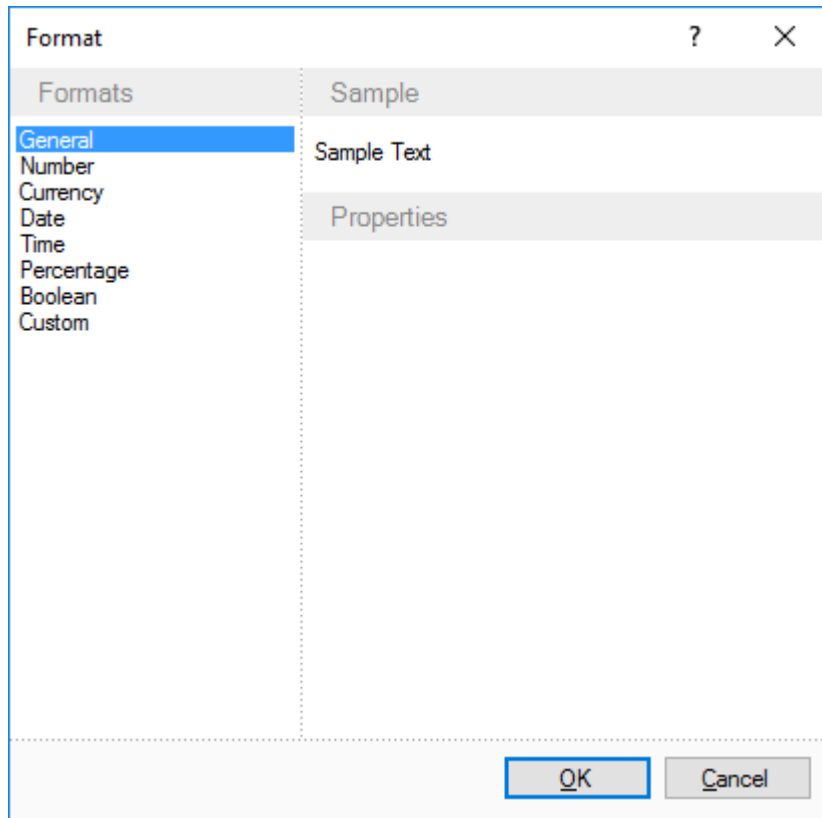 Format
?
Formats
Sample
General
Number
Currency
Date
Time
Percentage
Boolean
Custom
Sample Text
Properties
OK
Cancel